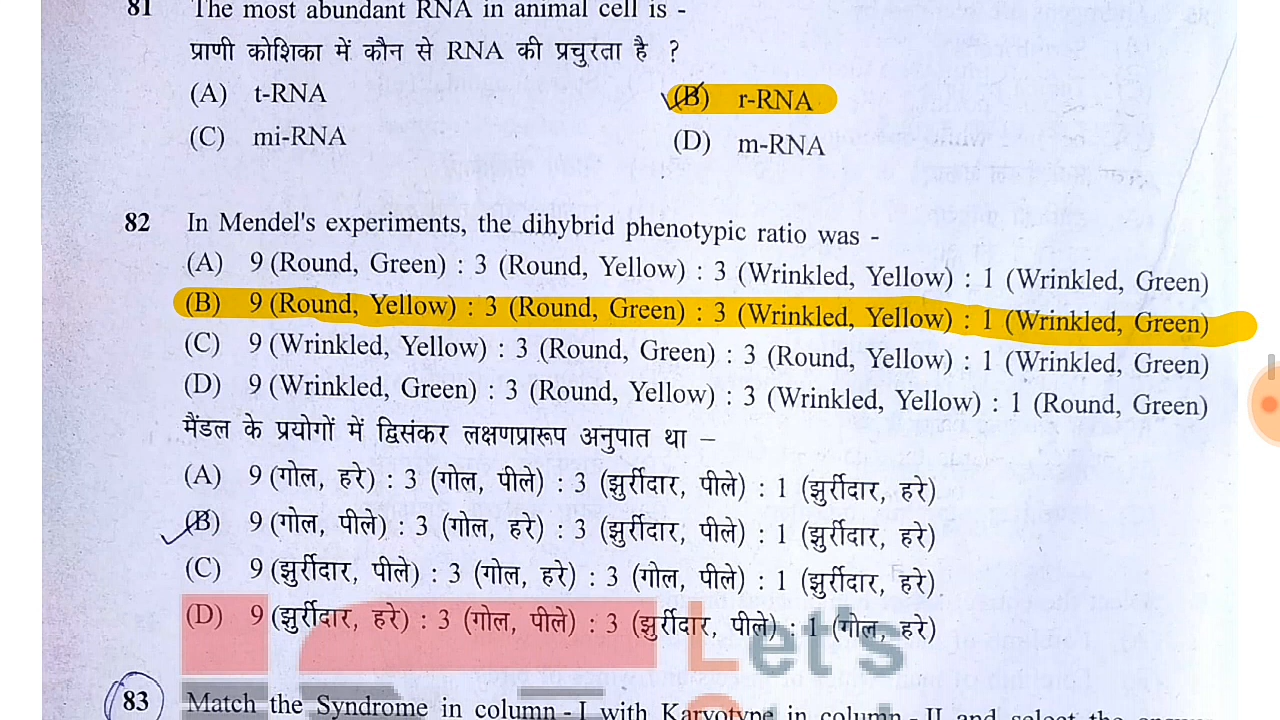 81 The most abundant RNA in animal cell is -
प्राणी कोशिका में कौन से RNA की प्रचुरता है ?
(A) t-RNA (B) r-RNA
(C) mi-RNA (D) m-RNA
82 In Mendel's experiments, the dihybrid phenotypic ratio was -
(A) 9 (Round, Green) : 3 (Round, Yellow) : 3 (Wrinkled, Yellow) : 1 (Wrinkled, Green)
(B) 9 (Round, Yellow) : 3 (Round, Green) : 3 (Wrinkled, Yellow) : 1 (Wrinkled, Green)
(C) 9 (Wrinkled, Yellow) : 3 (Round, Green) : 3 (Round, Yellow) : 1 (Wrinkled, Green)
(D) 9 (Wrinkled, Green) : 3 (Round, Yellow) : 3 (Wrinkled, Yellow) : 1 (Round, Green)
मैंडल के प्रयोगों में द्विसंकर लक्षणप्रारूप अनुपात था –
(A) 9 (गोल, हरे) : 3 (गोल, पीले) : 3 (झुर्रीदार, पीले) : 1 (झुर्रीदार, हरे)
(B) 9 (गोल, पीले) : 3 (गोल, हरे) : 3 (झुर्रीदार, पीले) : 1 (झुर्रीदार, हरे)
(C) 9 (झुर्रीदार, पीले) : 3 (गोल, हरे) : 3 (गोल, पीले) : 1 (झुर्रीदार, हरे)
(D) 9 (झुर्रीदार, हरे) : 3 (गोल, पीले) : 3 (झुर्रीदार, पीले) : 1 (गोल, हरे)
Let's
83 Match the Syndrome in column - I with Karyotype in column - II and select the